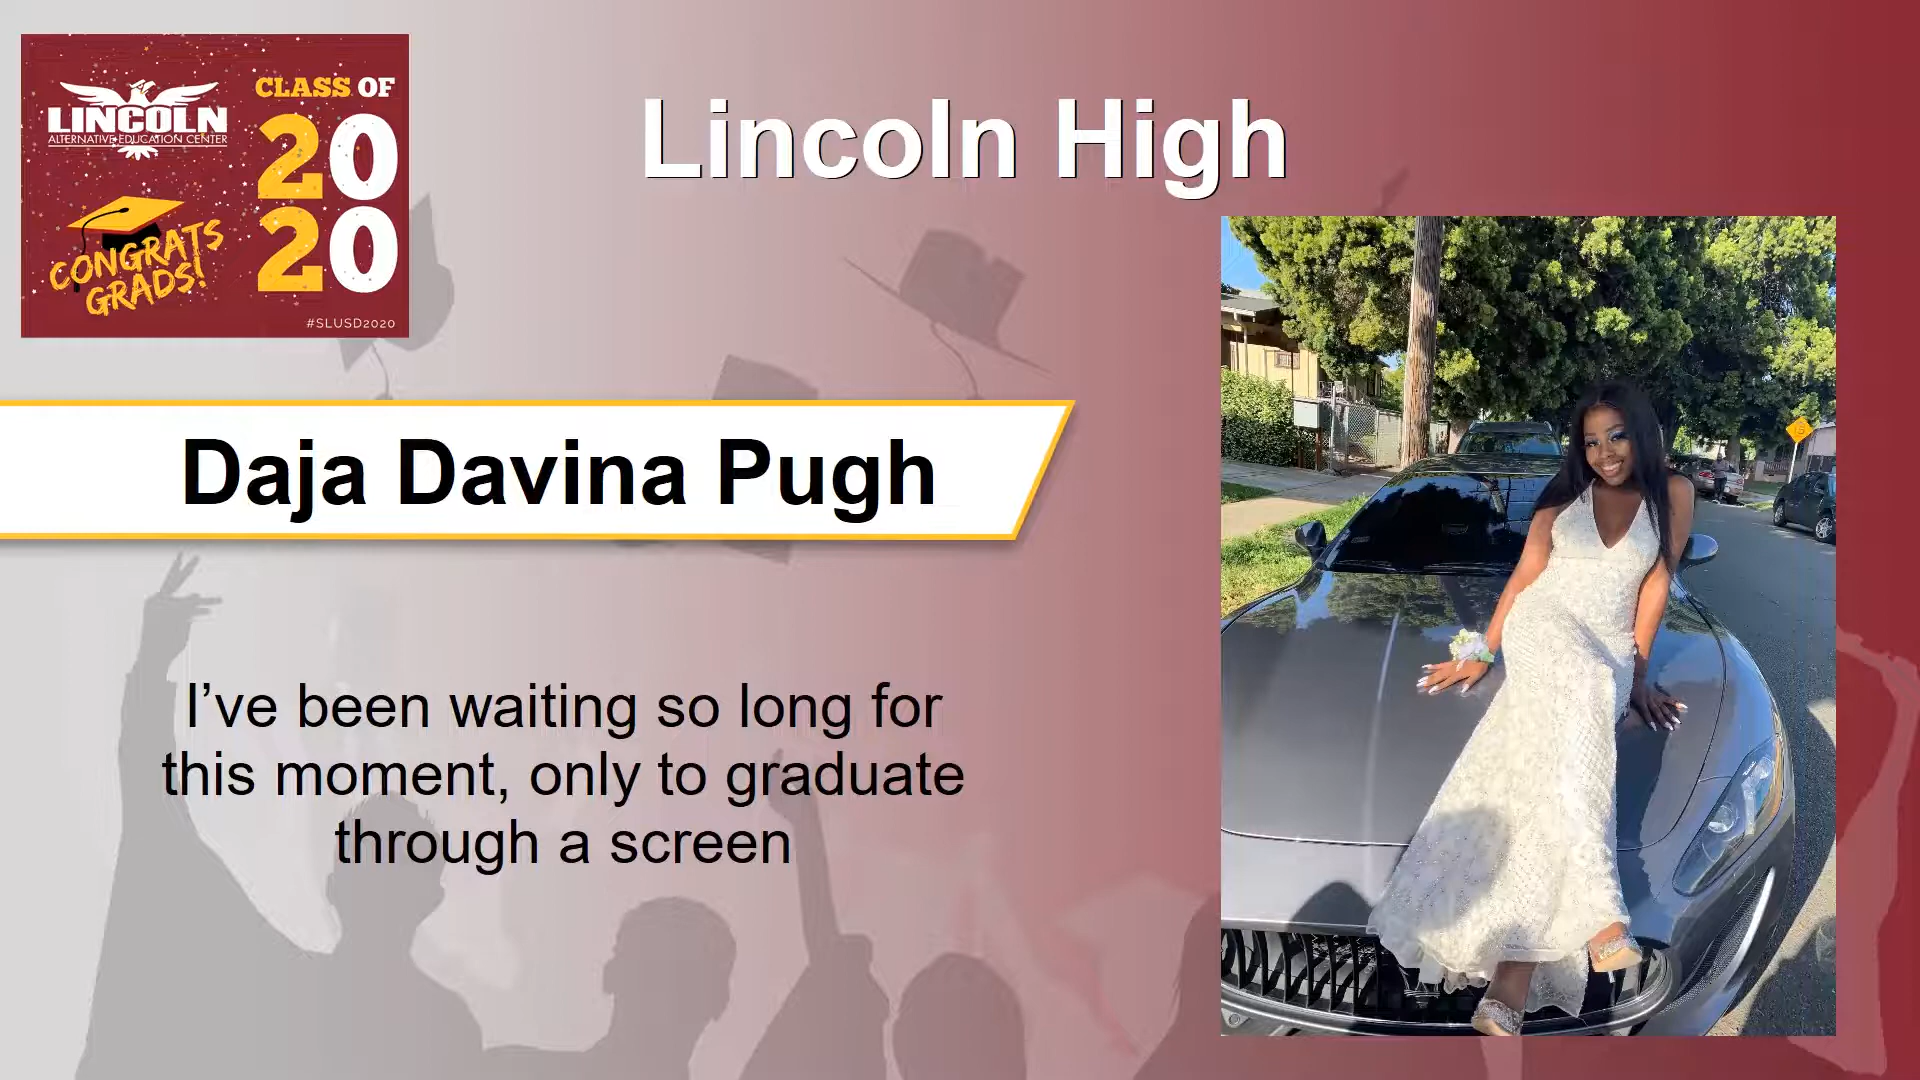 LINCOLN
ALTERNATIVE EDUCATION CENTER
CLASS OF
20
20
CONGRATS
GRADS!
#SLUSD2020
Lincoln High
Daja Davina Pugh
I’ve been waiting so long for
this moment, only to graduate
through a screen
15